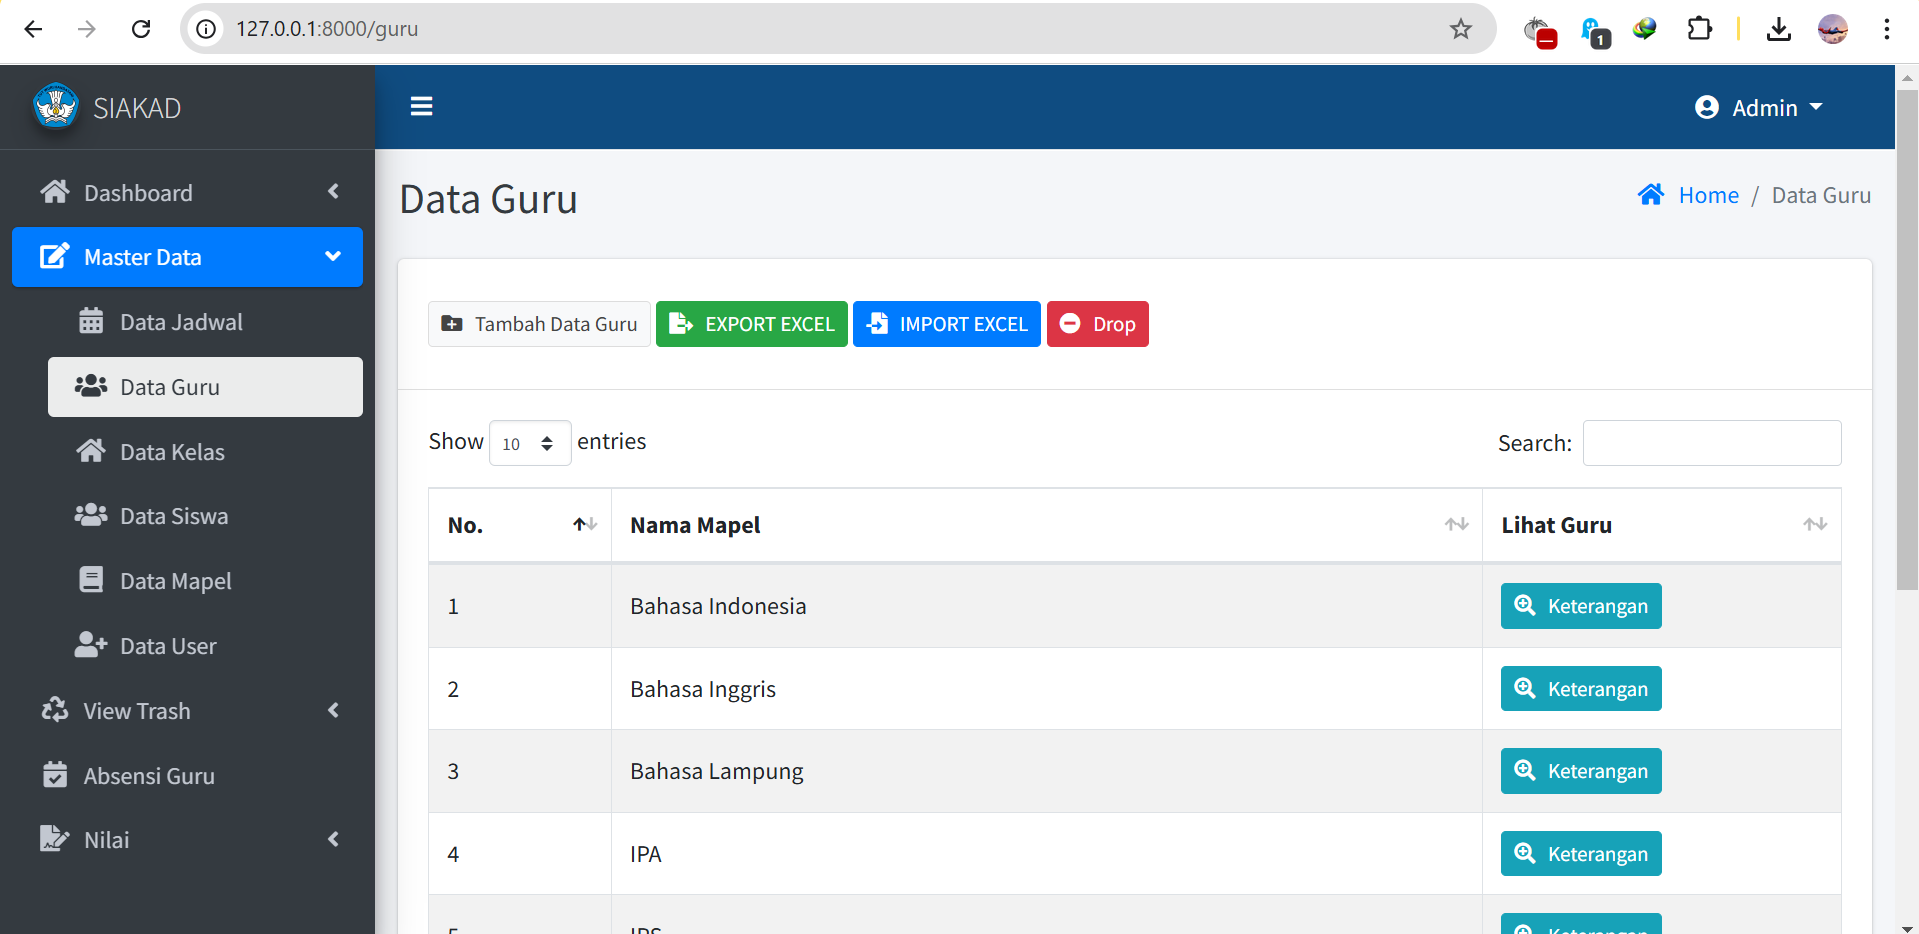 127.0.0.1:8000/guru
1
SIAKAD
Admin
Dashboard
Master Data
Data Jadwal
Data Guru
Data Kelas
Data Siswa
Data Mapel
Data User
View Trash
Absensi Guru
Nilai
Data Guru
Home / Data Guru
Tambah Data Guru EXPORT EXCEL IMPORT EXCEL Drop
Show 10 entries
Search:
No. Nama Mapel Lihat Guru
1 Bahasa Indonesia Keterangan
2 Bahasa Inggris Keterangan
3 Bahasa Lampung Keterangan
4 IPA Keterangan
5 IPS Keterangan